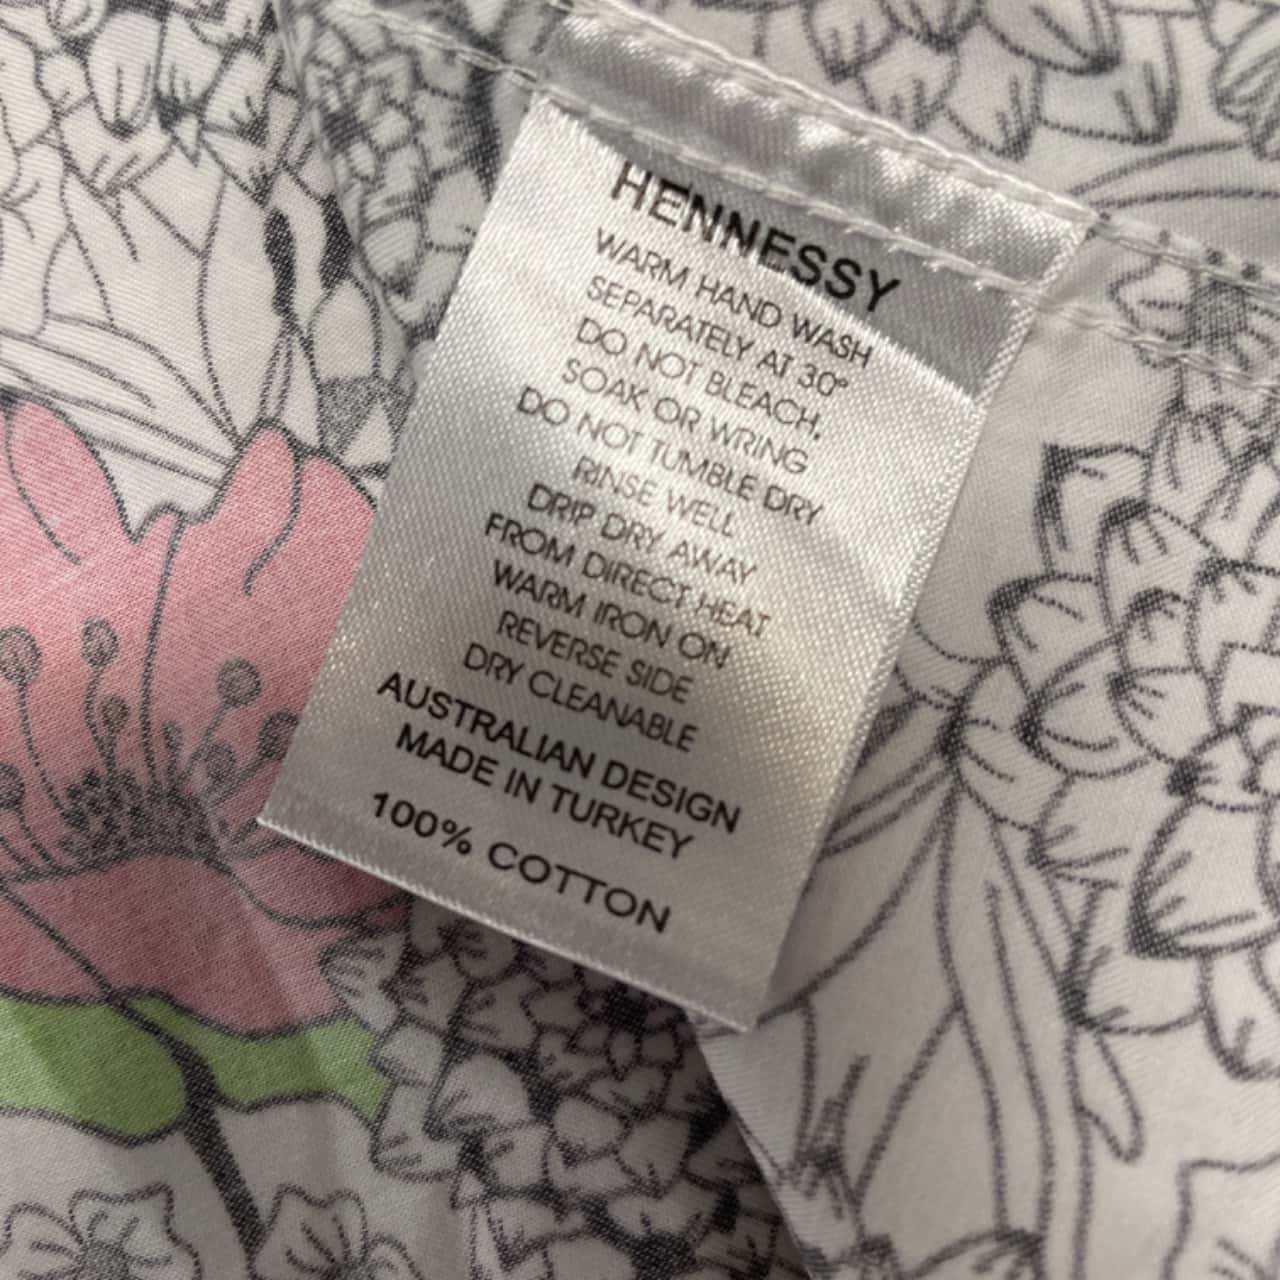 HENNESSY
WARM HAND WASH
SEPARATELY AT 30°
DO NOT BLEACH,
SOAK OR WRING
DO NOT TUMBLE DRY
RINSE WELL
DRIP DRY AWAY
FROM DIRECT HEAT
WARM IRON ON
REVERSE SIDE
DRY CLEANABLE
AUSTRALIAN DESIGN
MADE IN TURKEY
100% COTTON